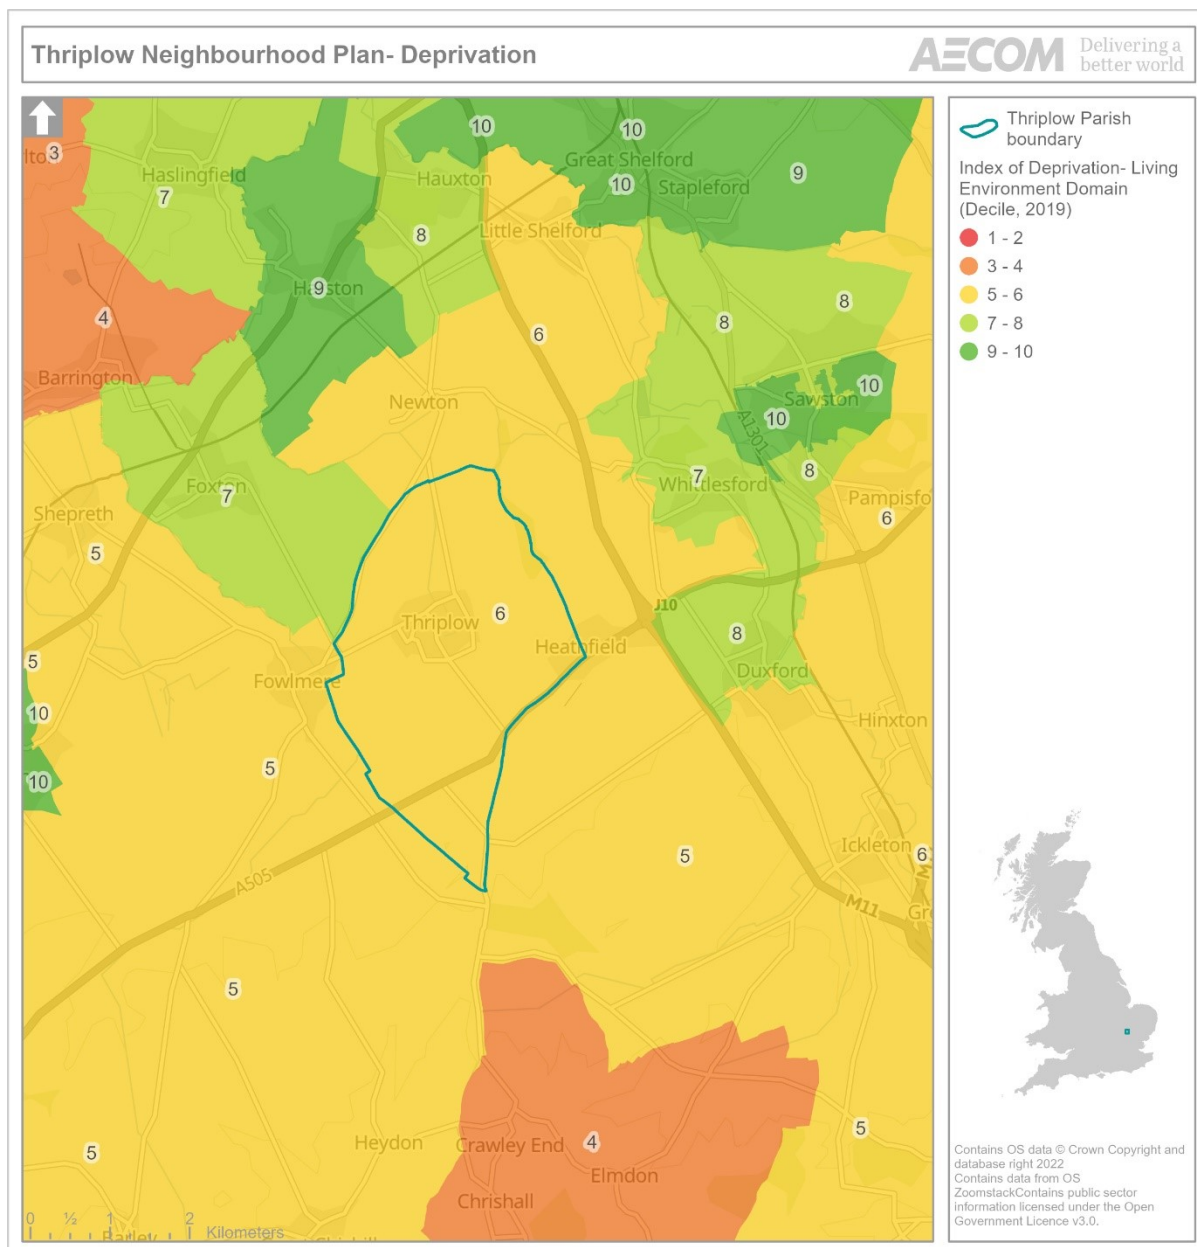 Thriplow Neighbourhood Plan- Deprivation
AECOM
Delivering a
better world
Thriplow Parish
boundary
Index of Deprivation- Living
Environment Domain
(Decile, 2019)
1 - 2
3 - 4
5 - 6
7 - 8
9 - 10
10
10
3
Great Shelford
Haslingfield
9
Hauxton
10
Stapleford
7
Little Shelford
8
9
8
4
8
6
Barrington
10
Sawston
Newton
10
A1301
8
7
Whittlesford
Foxton
7
Pampisfo
Shepreth
6
5
J10
6
Thriplow
8
Heathfield
5
Duxford
Fowlmere
10
Hinxton
5
10
Ickleton
5
6
A505
M11
5
4
5
Heydon
Crawley End
5
Elmdon
Chrishall
0
½
1
2
Kilometers
Contains OS data © Crown Copyright and
database right 2022
Contains data from OS
ZoomstackContains public sector
information licensed under the Open
Government Licence v3.0.